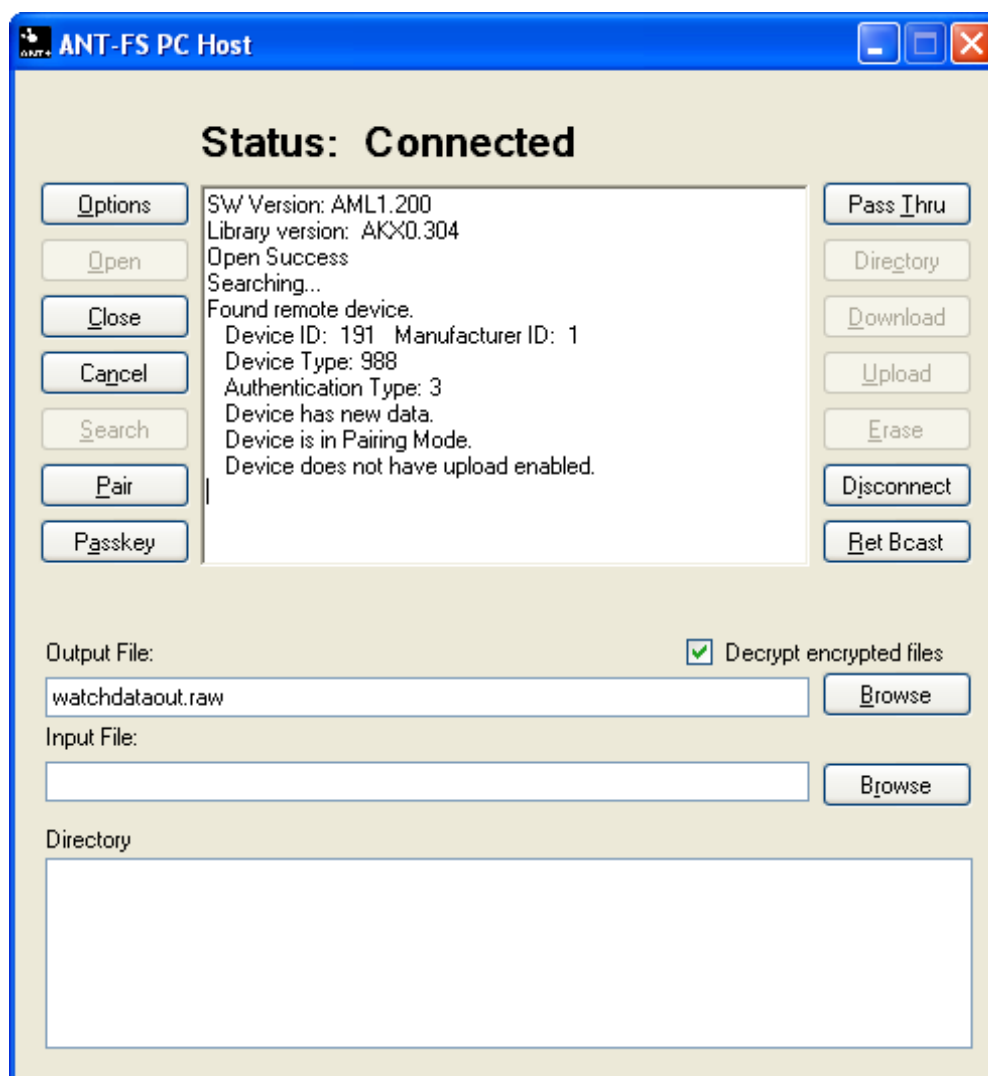 ANT+
ANT-FS PC Host
Status: Connected
Options
Open
Close
Cancel
Search
Pair
Passkey
SW Version: AML1.200
Library version: AKX0.304
Open Success
Searching...
Found remote device.
Device ID: 191 Manufacturer ID: 1
Device Type: 988
Authentication Type: 3
Device has new data.
Device is in Pairing Mode.
Device does not have upload enabled.
Pass Thru
Directory
Download
Upload
Erase
Disconnect
Ret Bcast
Output File:
Decrypt encrypted files
watchdataout.raw
Browse
Input File:
Browse
Directory